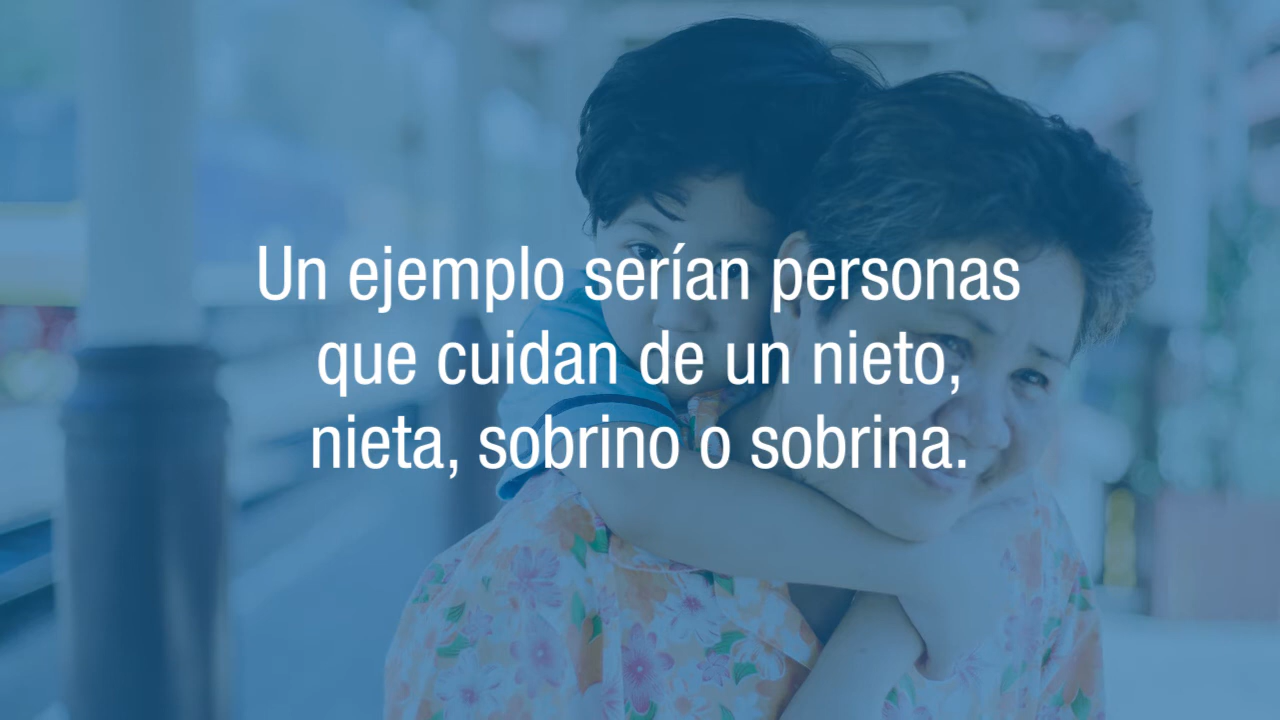 Un ejemplo serían personas
que cuidan de un nieto,
nieta, sobrino o sobrina.